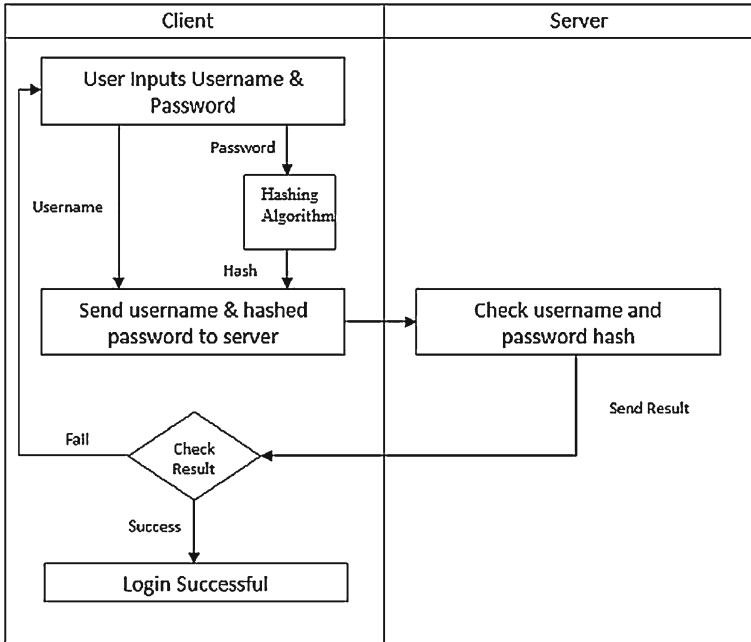 Client
Server
User Inputs Username &
Password
Password
Username
Hashing
Algorithm
Hash
Send username & hashed
password to server
Check username and
password hash
Send Result
Fail
Check
Result
Success
Login Successful